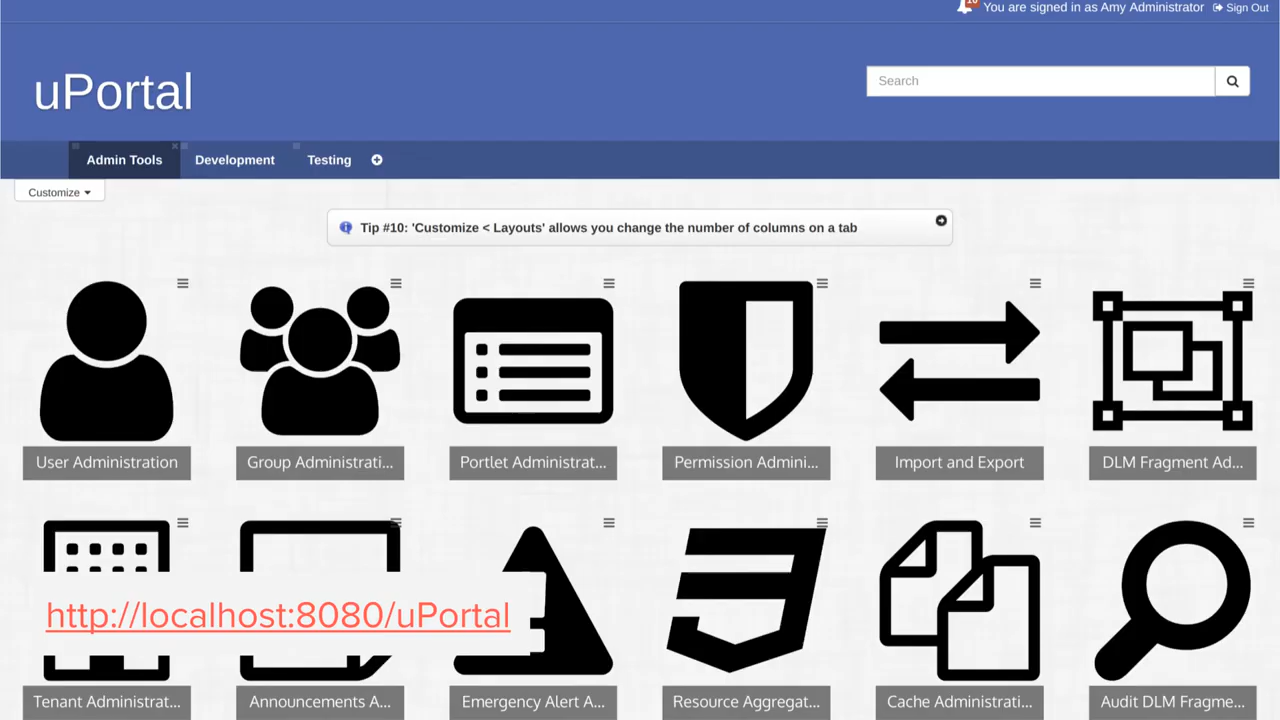 10
You are signed in as Amy Administrator
Sign Out
uPortal
Search
Admin Tools
Development
Testing
Customize
Tip #10: 'Customize < Layouts' allows you change the number of columns on a tab
User Administration
Group Administrati...
Portlet Administrat...
Permission Admini...
Import and Export
DLM Fragment Ad...
http://localhost:8080/uPortal
Tenant Administrat...
Announcements A...
Emergency Alert A...
Resource Aggregat...
Cache Administrati...
Audit DLM Fragme...